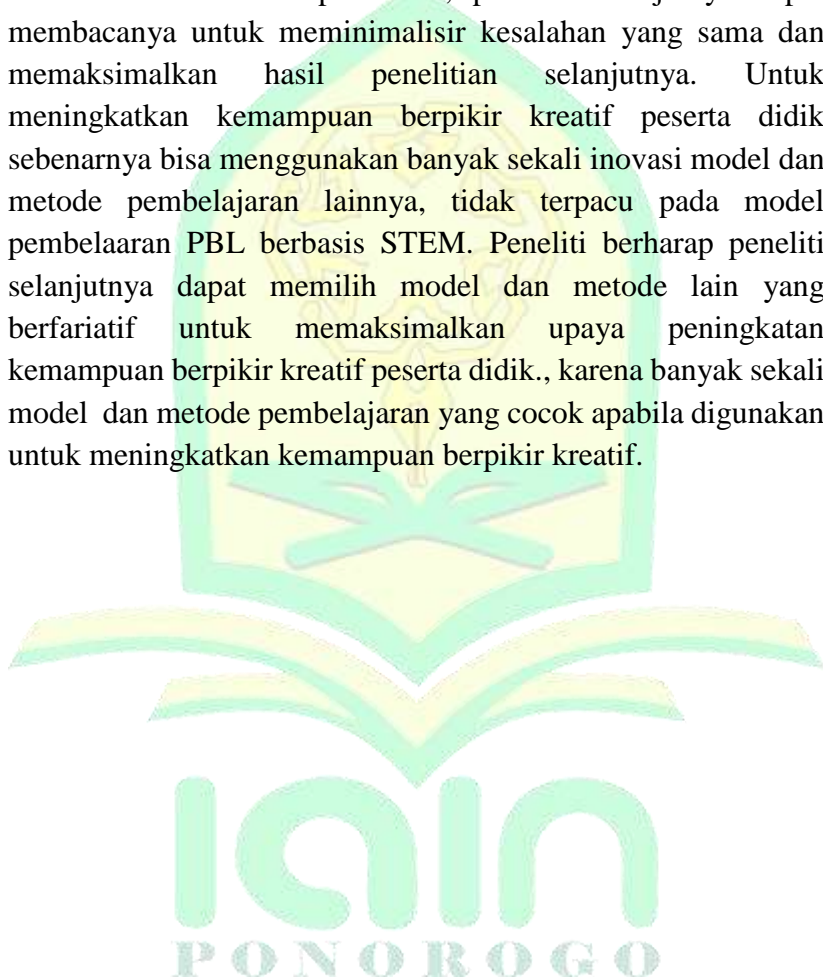 membacanya untuk meminimalisir kesalahan yang sama dan
memaksimalkan hasil penelitian selanjutnya. Untuk
meningkatkan kemampuan berpikir kreatif peserta didik
sebenarnya bisa menggunakan banyak sekali inovasi model dan
metode pembelajaran lainnya, tidak terpacu pada model
pembelaaran PBL berbasis STEM. Peneliti berharap peneliti
selanjutnya dapat memilih model dan metode lain yang
berfariatif untuk memaksimalkan upaya peningkatan
kemampuan berpikir kreatif peserta didik., karena banyak sekali
model dan metode pembelajaran yang cocok apabila digunakan
untuk meningkatkan kemampuan berpikir kreatif.
iain
PONOROGO